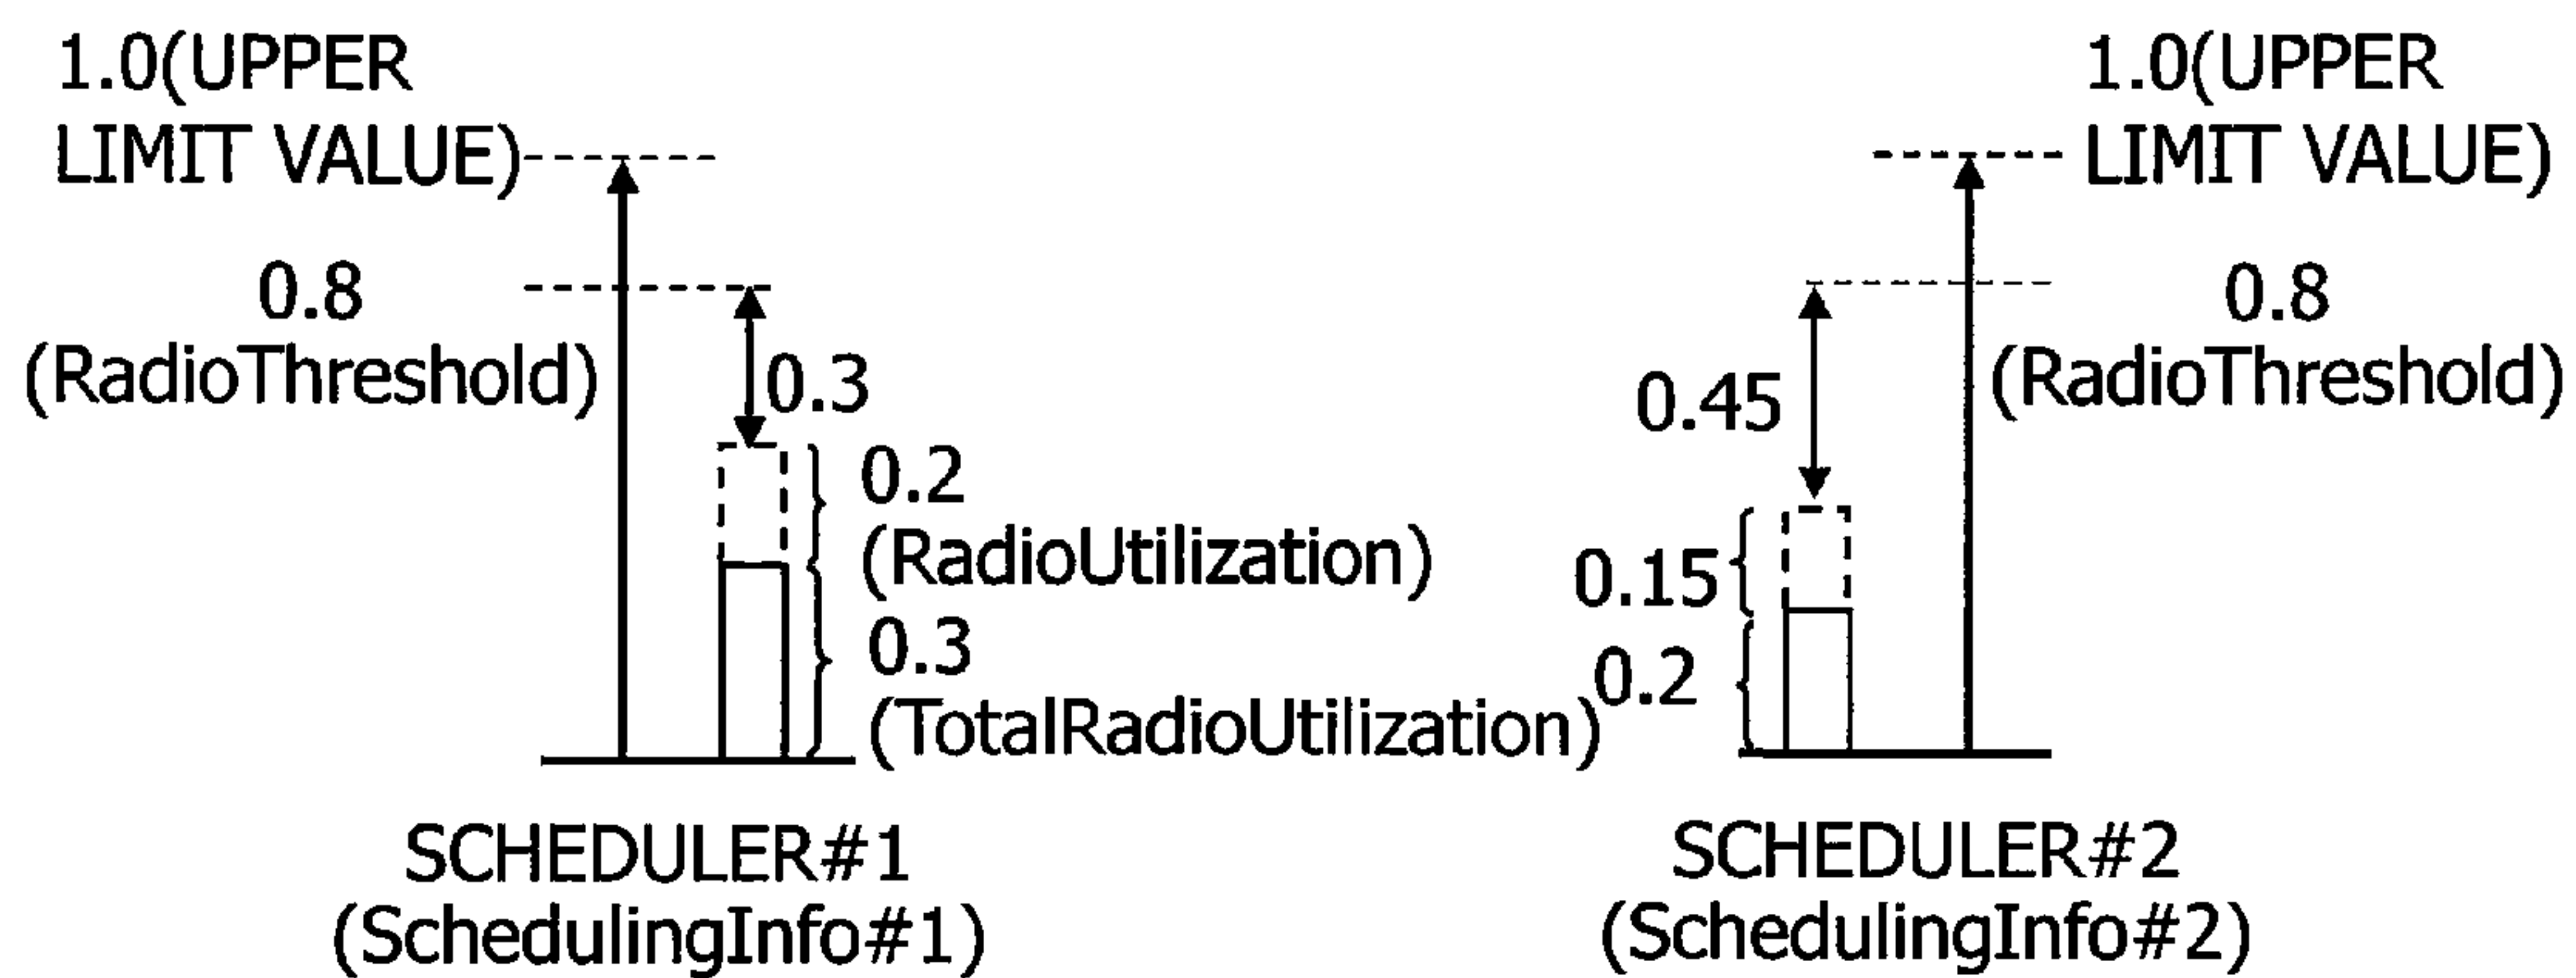 1.0(UPPER
LIMIT VALUE)
0.8
(RadioThreshold)
0.3
0.2
(RadioUtilization)
0.3
(TotalRadioUtilization)
SCHEDULER#1
(SchedulingInfo#1)
1.0(UPPER
LIMIT VALUE)
0.8
(RadioThreshold)
0.45
0.15
0.2
SCHEDULER#2
(SchedulingInfo#2)